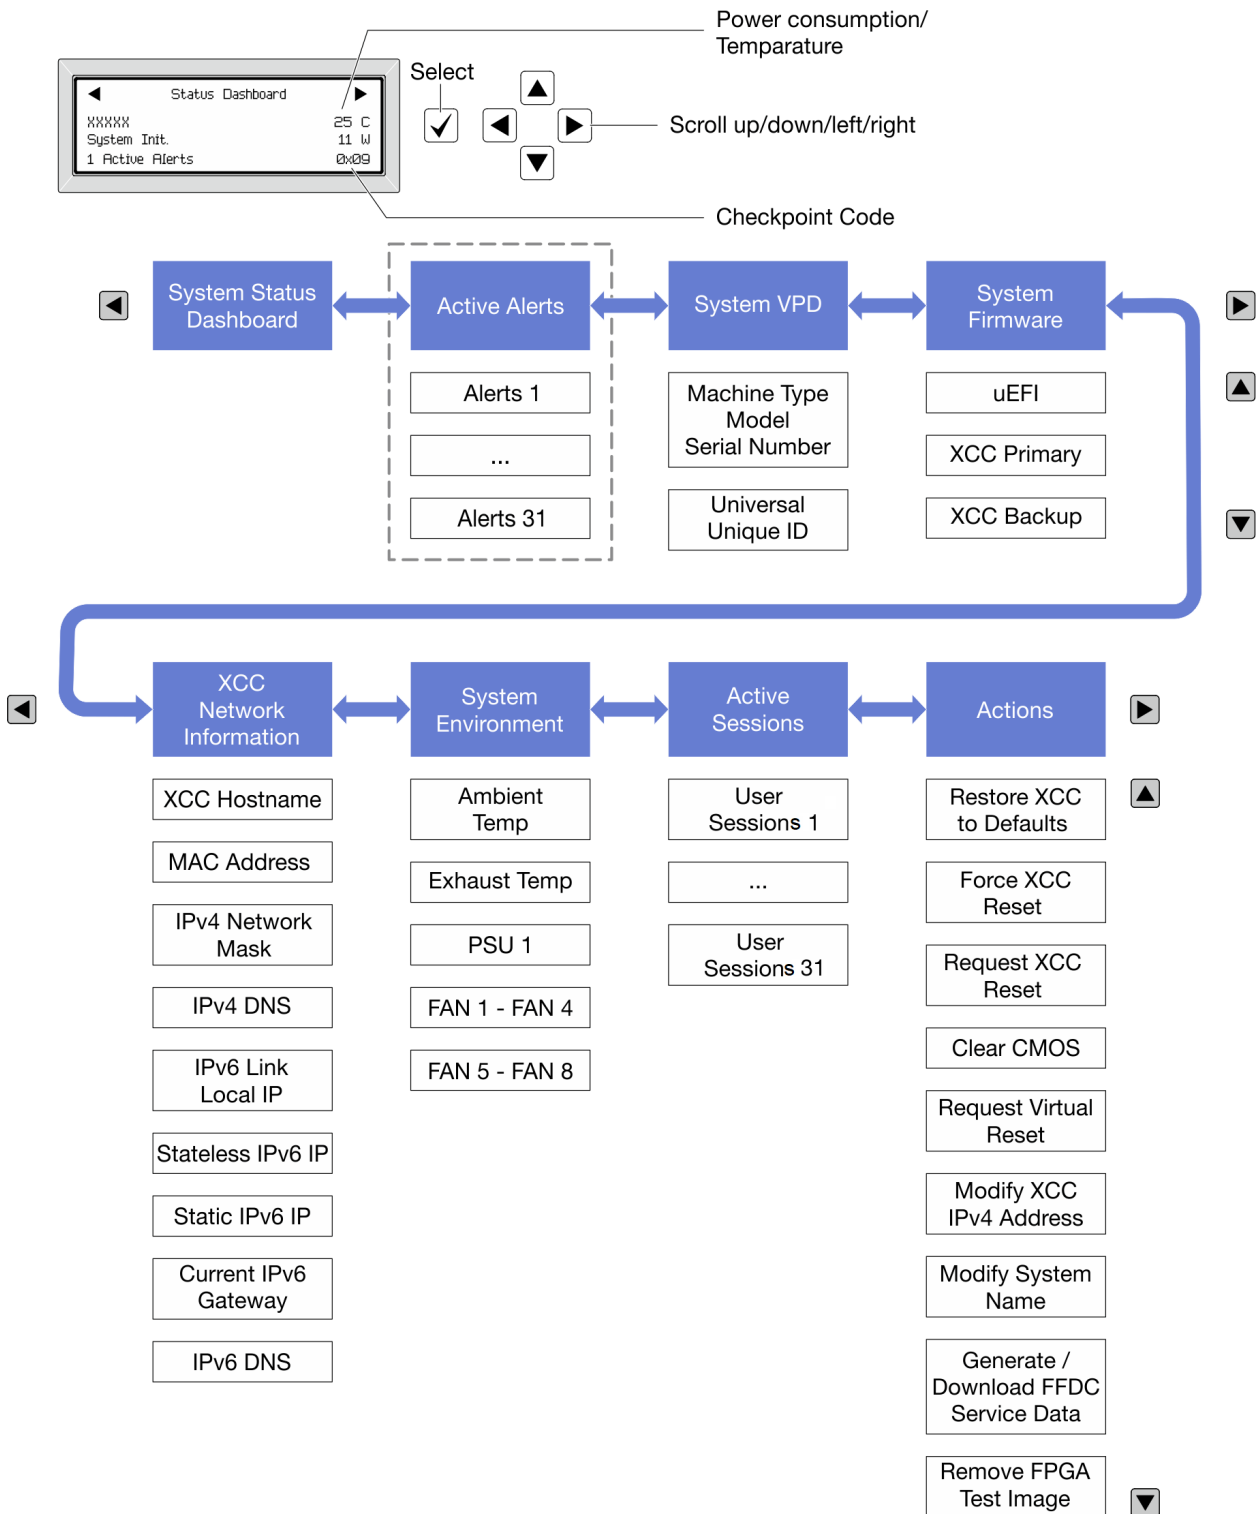 Power consumption/
Temparature
Select
Status Dashboard
XXXXX 25 C
System Init. 11 W
1 Active Alerts 0x09
Scroll up/down/left/right
Checkpoint Code
System Status
Dashboard
Active Alerts
System VPD
System
Firmware
Alerts 1
...
Alerts 31
Machine Type
Model
Serial Number
Universal
Unique ID
uEFI
XCC Primary
XCC Backup
XCC
Network
Information
System
Environment
Active
Sessions
Actions
XCC Hostname
MAC Address
IPv4 Network
Mask
IPv4 DNS
IPv6 Link
Local IP
Stateless IPv6 IP
Static IPv6 IP
Current IPv6
Gateway
IPv6 DNS
Ambient
Temp
Exhaust Temp
PSU 1
FAN 1 - FAN 4
FAN 5 - FAN 8
User
Sessions 1
...
User
Sessions 31
Restore XCC
to Defaults
Force XCC
Reset
Request XCC
Reset
Clear CMOS
Request Virtual
Reset
Modify XCC
IPv4 Address
Modify System
Name
Generate /
Download FFDC
Service Data
Remove FPGA
Test Image